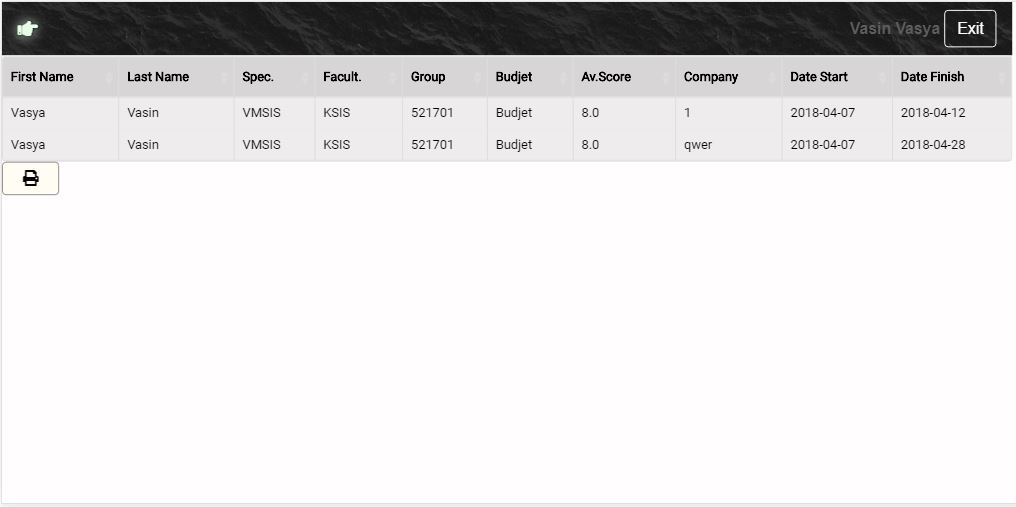 Vasin Vasya Exit
First Name Last Name Spec. Facult. Group Budjet Av.Score Company Date Start Date Finish
Vasya Vasin VMSIS KSIS 521701 Budjet 8.0 1 2018-04-07 2018-04-12
Vasya Vasin VMSIS KSIS 521701 Budjet 8.0 qwer 2018-04-07 2018-04-28